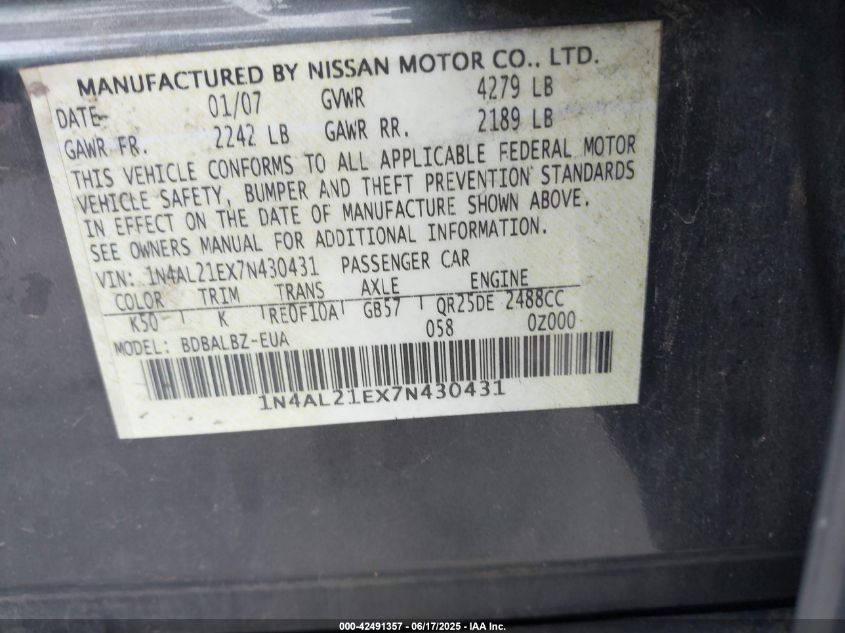 MANUFACTURED BY NISSAN MOTOR CO., LTD.
DATE- 01/07 GVWR 4279 LB
GAWR FR. 2242 LB GAWR RR. 2189 LB
THIS VEHICLE CONFORMS TO ALL APPLICABLE FEDERAL MOTOR
VEHICLE SAFETY, BUMPER AND THEFT PREVENTION STANDARDS
IN EFFECT ON THE DATE OF MANUFACTURE SHOWN ABOVE.
SEE OWNERS MANUAL FOR ADDITIONAL INFORMATION.
VIN: 1N4AL21EX7N430431 PASSENGER CAR
COLOR TRIM TRANS AXLE ENGINE
K50 K RE0F10A GB57 QR25DE 2488CC
058 0Z000
MODEL: BDBALBZ-EUA
1N4AL21EX7N430431
000-42491357 - 06/17/2025 - IAA Inc.